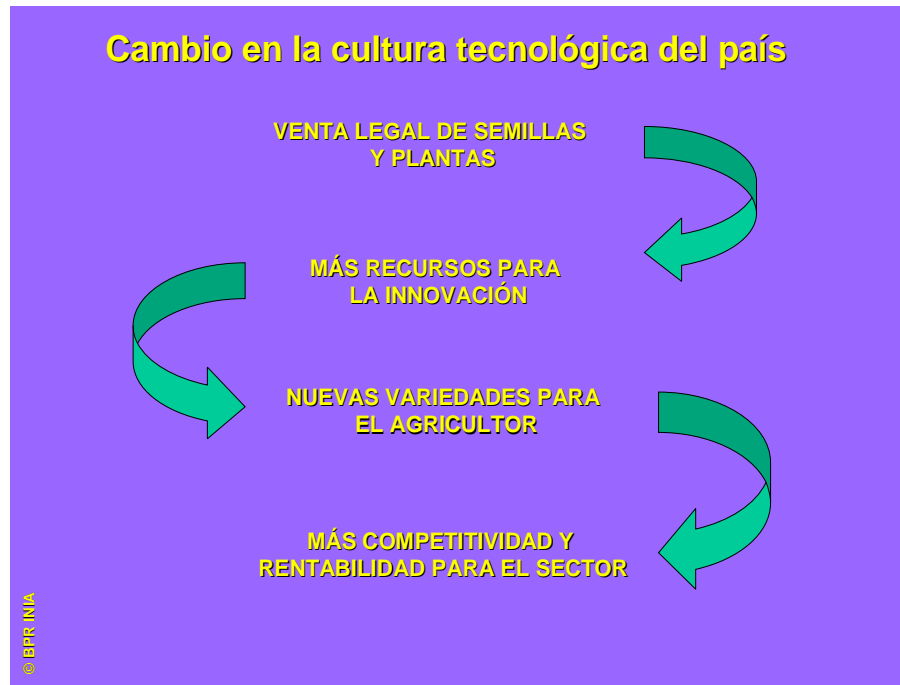 Cambio en la cultura tecnológica del país
VENTA LEGAL DE SEMILLAS
Y PLANTAS
MÁS RECURSOS PARA
LA INNOVACIÓN
NUEVAS VARIEDADES PARA
EL AGRICULTOR
MÁS COMPETITIVIDAD Y
RENTABILIDAD PARA EL SECTOR
© BPR INIA